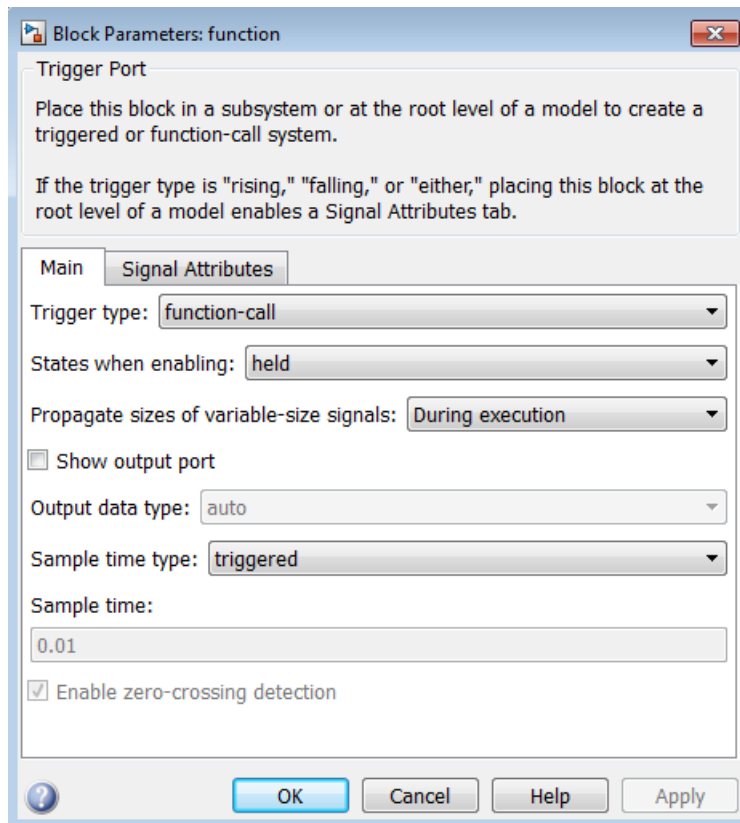 Block Parameters: function
Trigger Port
Place this block in a subsystem or at the root level of a model to create a
triggered or function-call system.
If the trigger type is "rising," "falling," or "either," placing this block at the
root level of a model enables a Signal Attributes tab.
Main Signal Attributes
Trigger type: function-call
States when enabling: held
Propagate sizes of variable-size signals: During execution
Show output port
Output data type: auto
Sample time type: triggered
Sample time:
0.01
Enable zero-crossing detection
? OK Cancel Help Apply